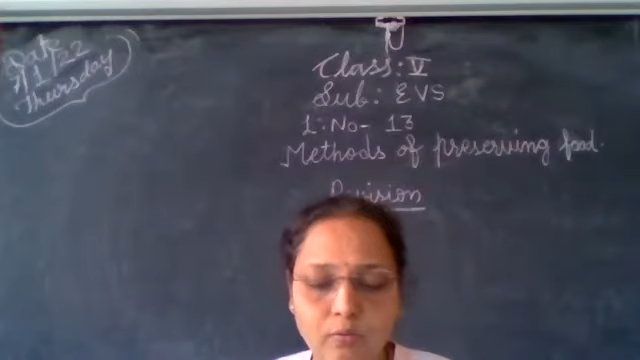 Date
7/1/22
Thursday
Class: V
Sub: EVS
L: No- 13
Methods of preserving food.
Revision